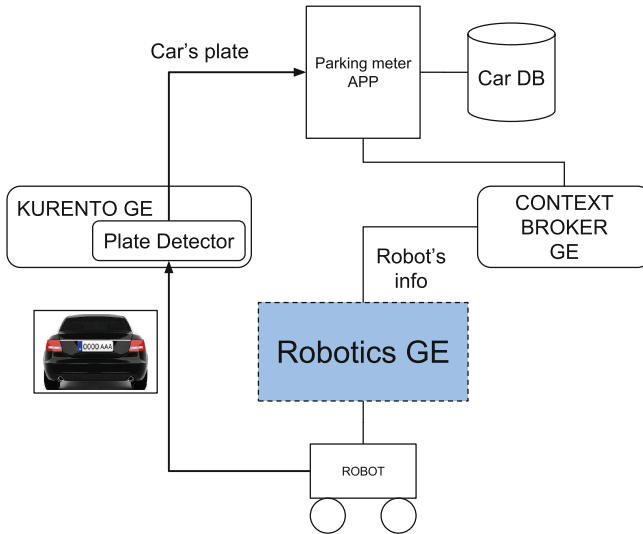 Car's plate
Parking meter
APP
Car DB
KURENTO GE
Plate Detector
CONTEXT
BROKER
GE
Robot's
info
Robotics GE
0000 AAA
ROBOT